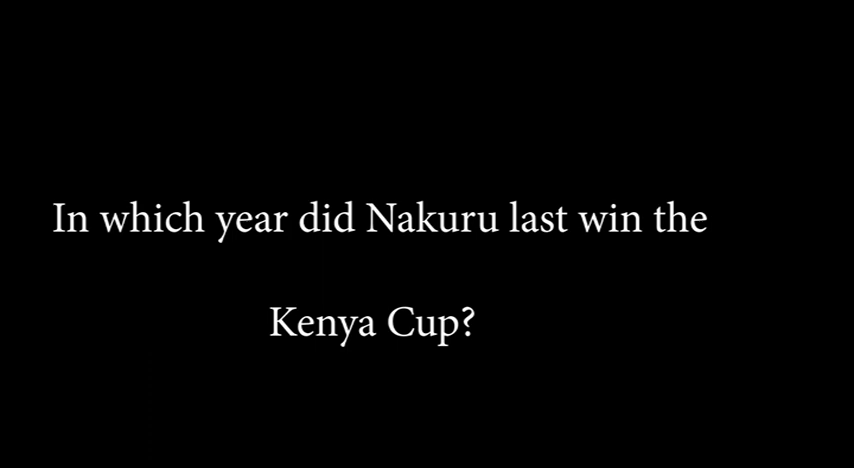 In which year did Nakuru last win the
Kenya Cup?